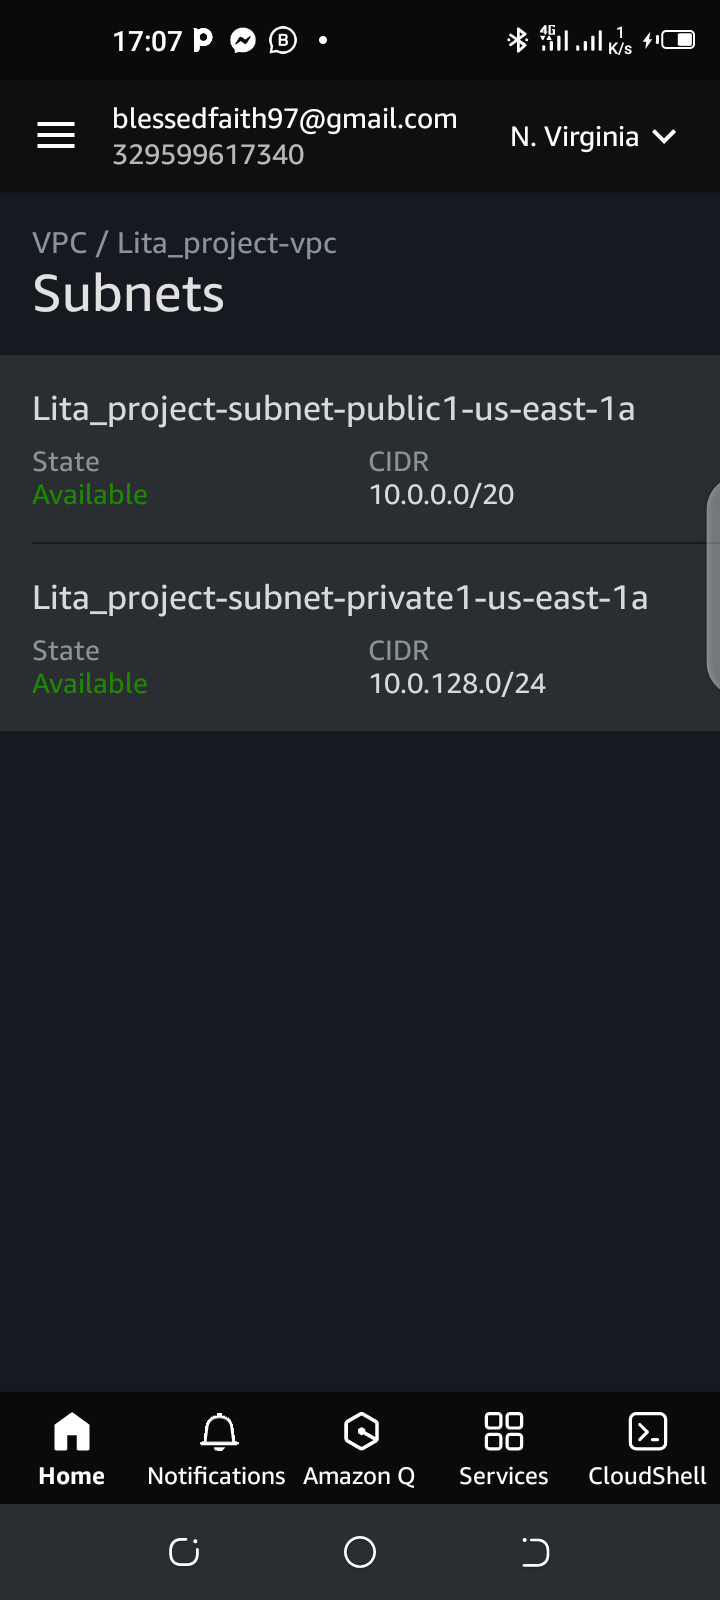 17:07
4G 1 K/s
blessedfaith97@gmail.com
329599617340
N. Virginia
VPC / Lita_project-vpc
Subnets
Lita_project-subnet-public1-us-east-1a
State CIDR
Available 10.0.0.0/20
Lita_project-subnet-private1-us-east-1a
State CIDR
Available 10.0.128.0/24
Home Notifications Amazon Q Services CloudShell